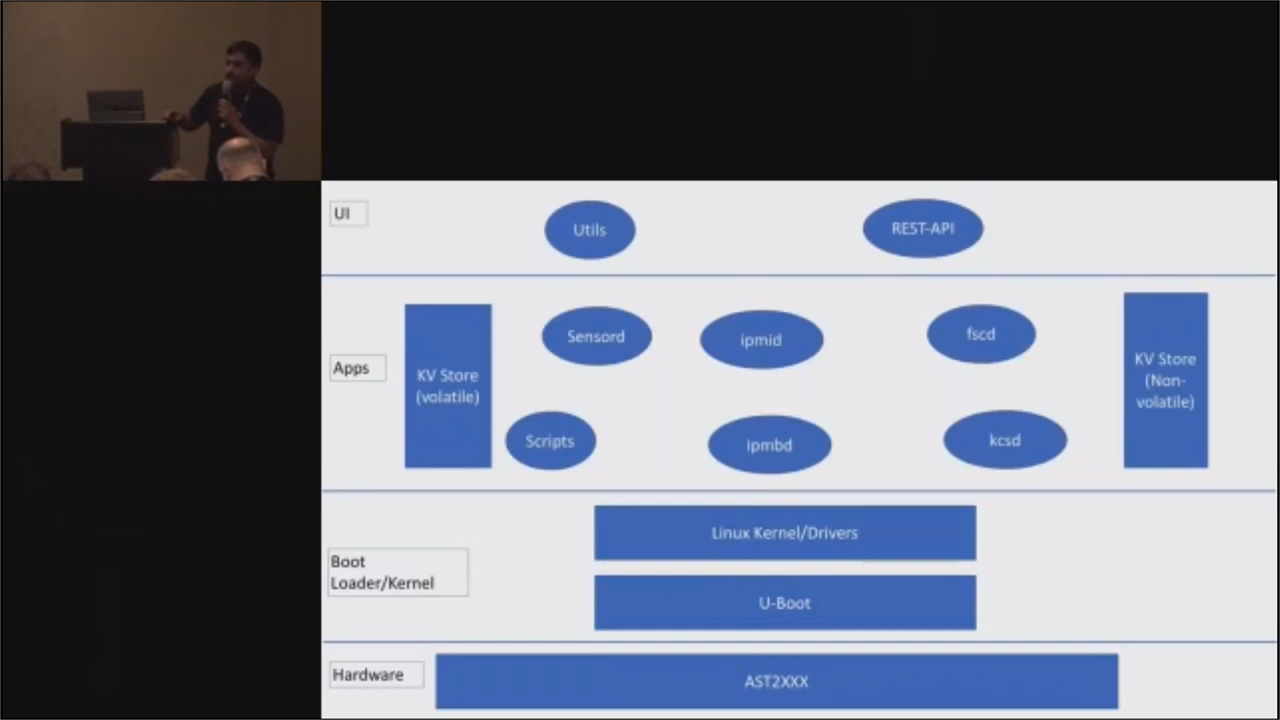 UI
Utils
REST-API
Apps
KV Store
(volatile)
Sensord
ipmid
fscd
KV Store
(Non-
volatile)
Scripts
ipmbd
kcsd
Boot
Loader/Kernel
Linux Kernel/Drivers
U-Boot
Hardware
AST2XXX